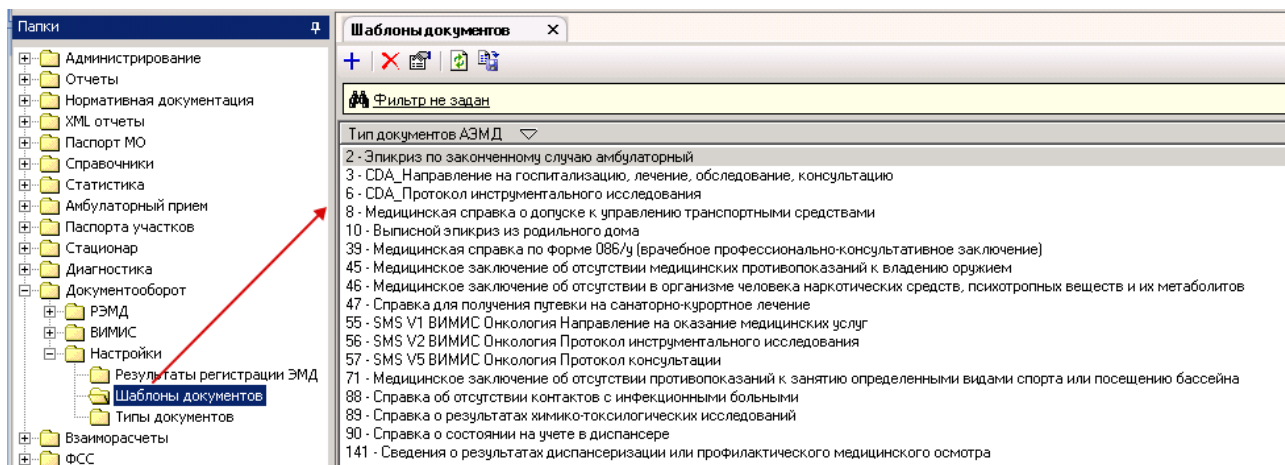 Папки
Администрирование
Отчеты
Нормативная документация
XML отчеты
Паспорт МО
Справочники
Статистика
Амбулаторный прием
Паспорта участков
Стационар
Диагностика
Документооборот
РЭМД
ВИМИС
Настройки
Результаты регистрации ЭМД
Шаблоны документов
Типы документов
Взаиморасчеты
ФСС
Шаблоны документов
Фильтр не задан
Тип документов АЭМД
2 - Эпикриз по законченному случаю амбулаторный
3 - CDA_Направление на госпитализацию, лечение, обследование, консультацию
6 - CDA_Протокол инструментального исследования
8 - Медицинская справка о допуске к управлению транспортными средствами
10 - Выписной эпикриз из родильного дома
39 - Медицинская справка по форме 086/у (врачебное профессионально-консультативное заключение)
45 - Медицинское заключение об отсутствии медицинских противопоказаний к владению оружием
46 - Медицинское заключение об отсутствии в организме человека наркотических средств, психотропных веществ и их метаболитов
47 - Справка для получения путевки на санаторно-курортное лечение
55 - SMS V1 ВИМИС Онкология Направление на оказание медицинских услуг
56 - SMS V2 ВИМИС Онкология Протокол инструментального исследования
57 - SMS V5 ВИМИС Онкология Протокол консультации
71 - Медицинское заключение об отсутствии противопоказаний к занятию определенными видами спорта или посещению бассейна
88 - Справка об отсутствии контактов с инфекционными больными
89 - Справка о результатах химико-токсилогических исследований
90 - Справка о состоянии на учете в диспансере
141 - Сведения о результатах диспансеризации или профилактического медицинского осмотра